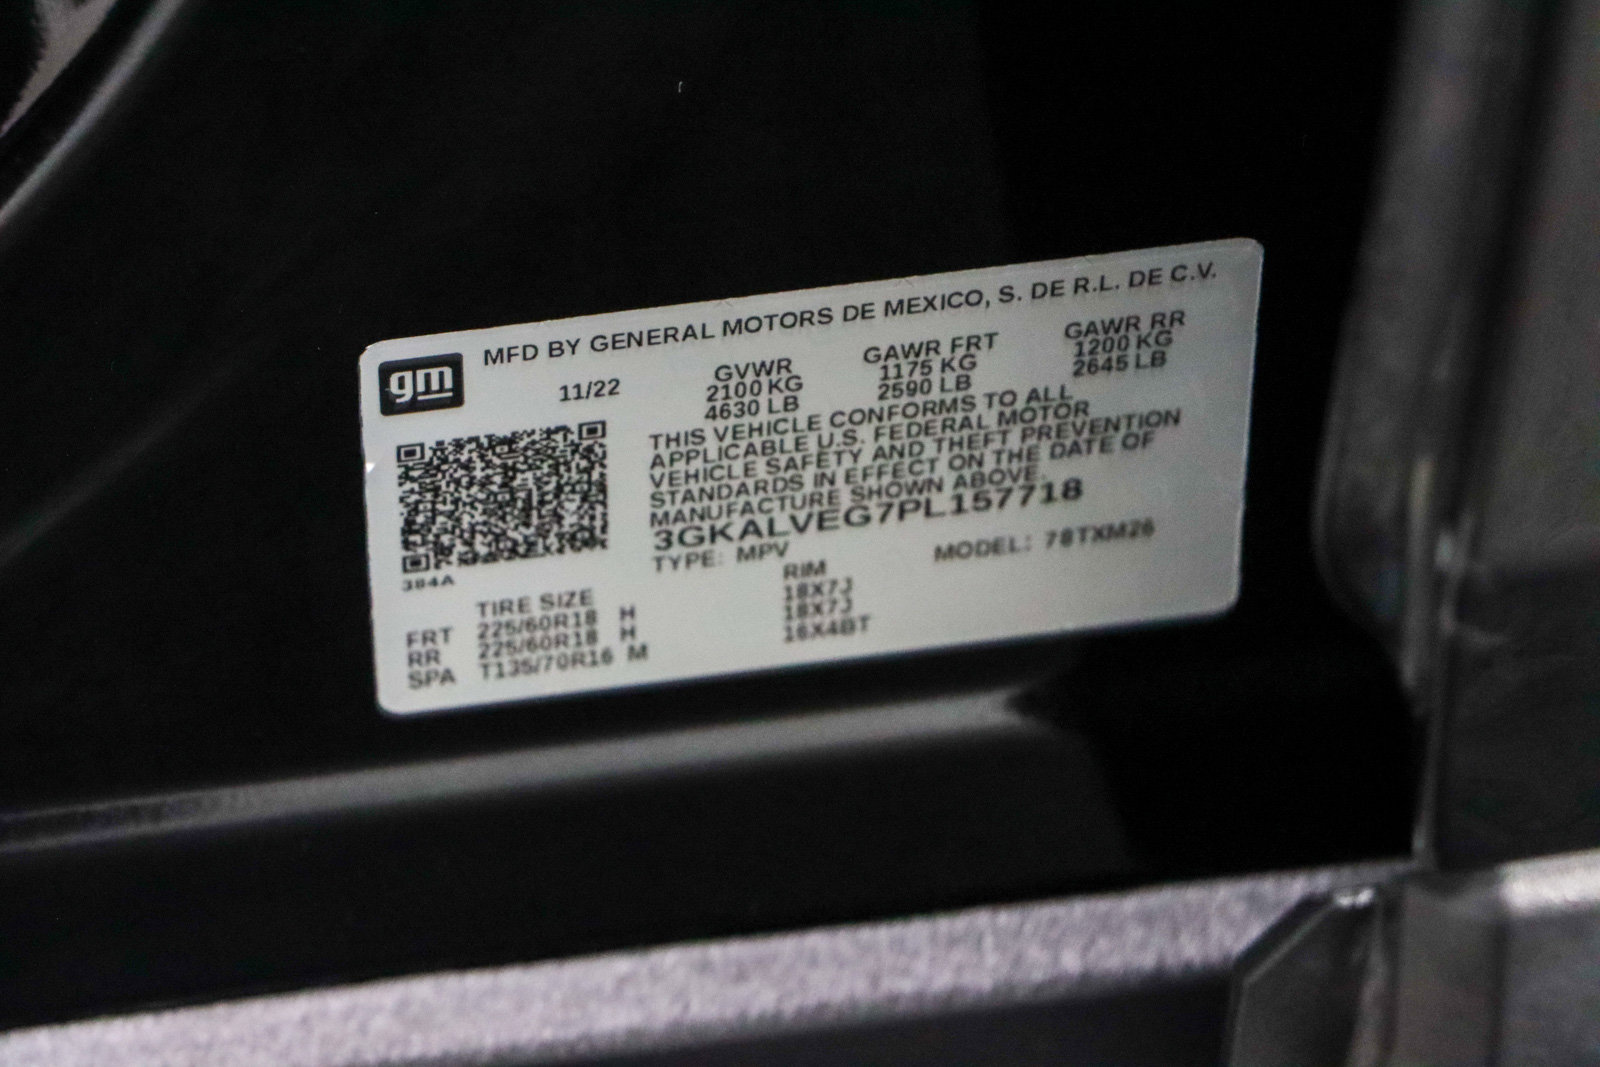 MFD BY GENERAL MOTORS DE MEXICO, S. DE R.L. DE C.V.
gm
11/22
GVWR
2100 KG
4630 LB
GAWR FRT
1175 KG
2590 LB
GAWR RR
1200 KG
2645 LB
THIS VEHICLE CONFORMS TO ALL
APPLICABLE U.S. FEDERAL MOTOR
VEHICLE SAFETY AND THEFT PREVENTION
STANDARDS IN EFFECT ON THE DATE OF
MANUFACTURE SHOWN ABOVE.
3GKALVEG7PL157718
TYPE: MPV MODEL: 78TXM26
384A
TIRE SIZE RIM
FRT 225/60R18 H 18X7J
RR 225/60R18 H 18X7J
SPA T135/70R16 M 16X4BT